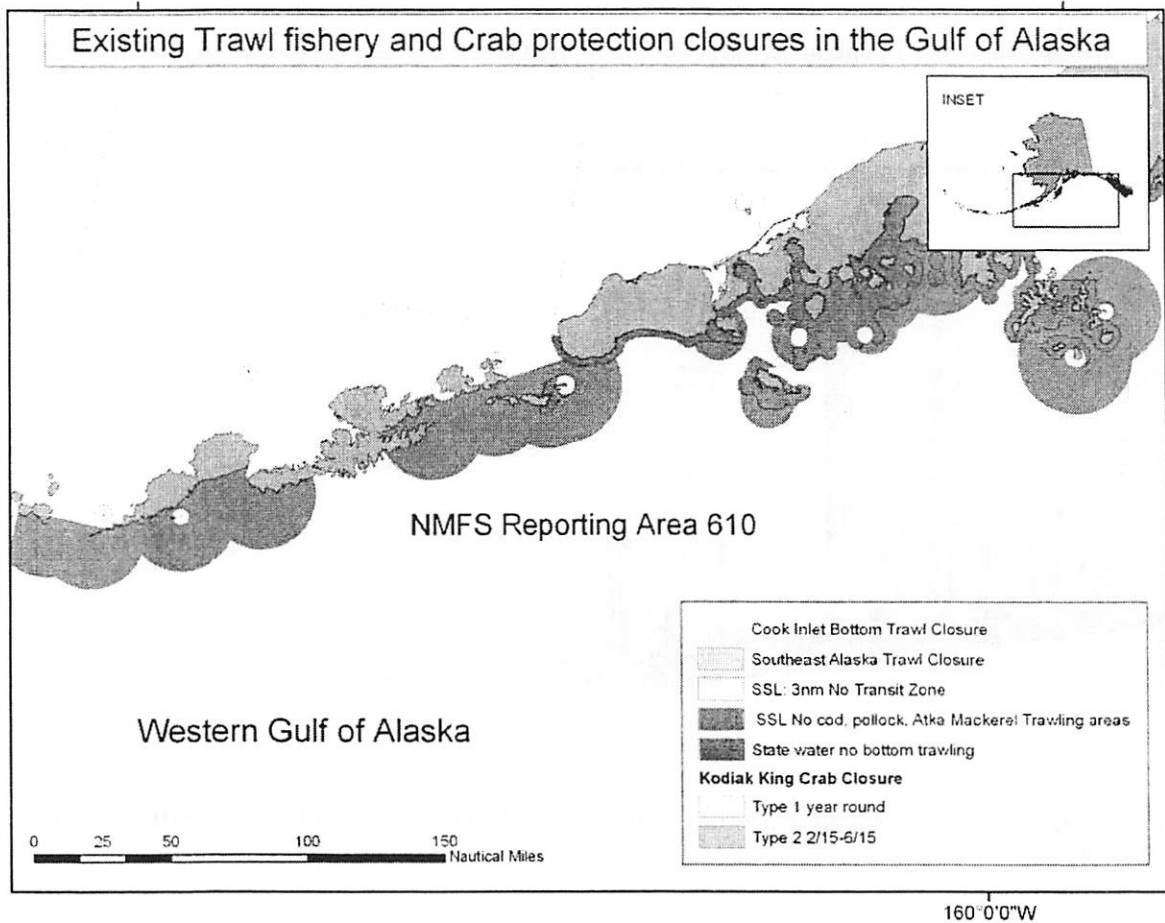 Existing Trawl fishery and Crab protection closures in the Gulf of Alaska
INSET
NMFS Reporting Area 610
Western Gulf of Alaska
Cook Inlet Bottom Trawl Closure
Southeast Alaska Trawl Closure
SSL: 3nm No Transit Zone
SSL No cod, pollock, Atka Mackerel Trawling areas
State water no bottom trawling
Kodiak King Crab Closure
Type 1 year round
Type 2 2/15-6/15
0 25 50 100 150
Nautical Miles
160°0'0"W